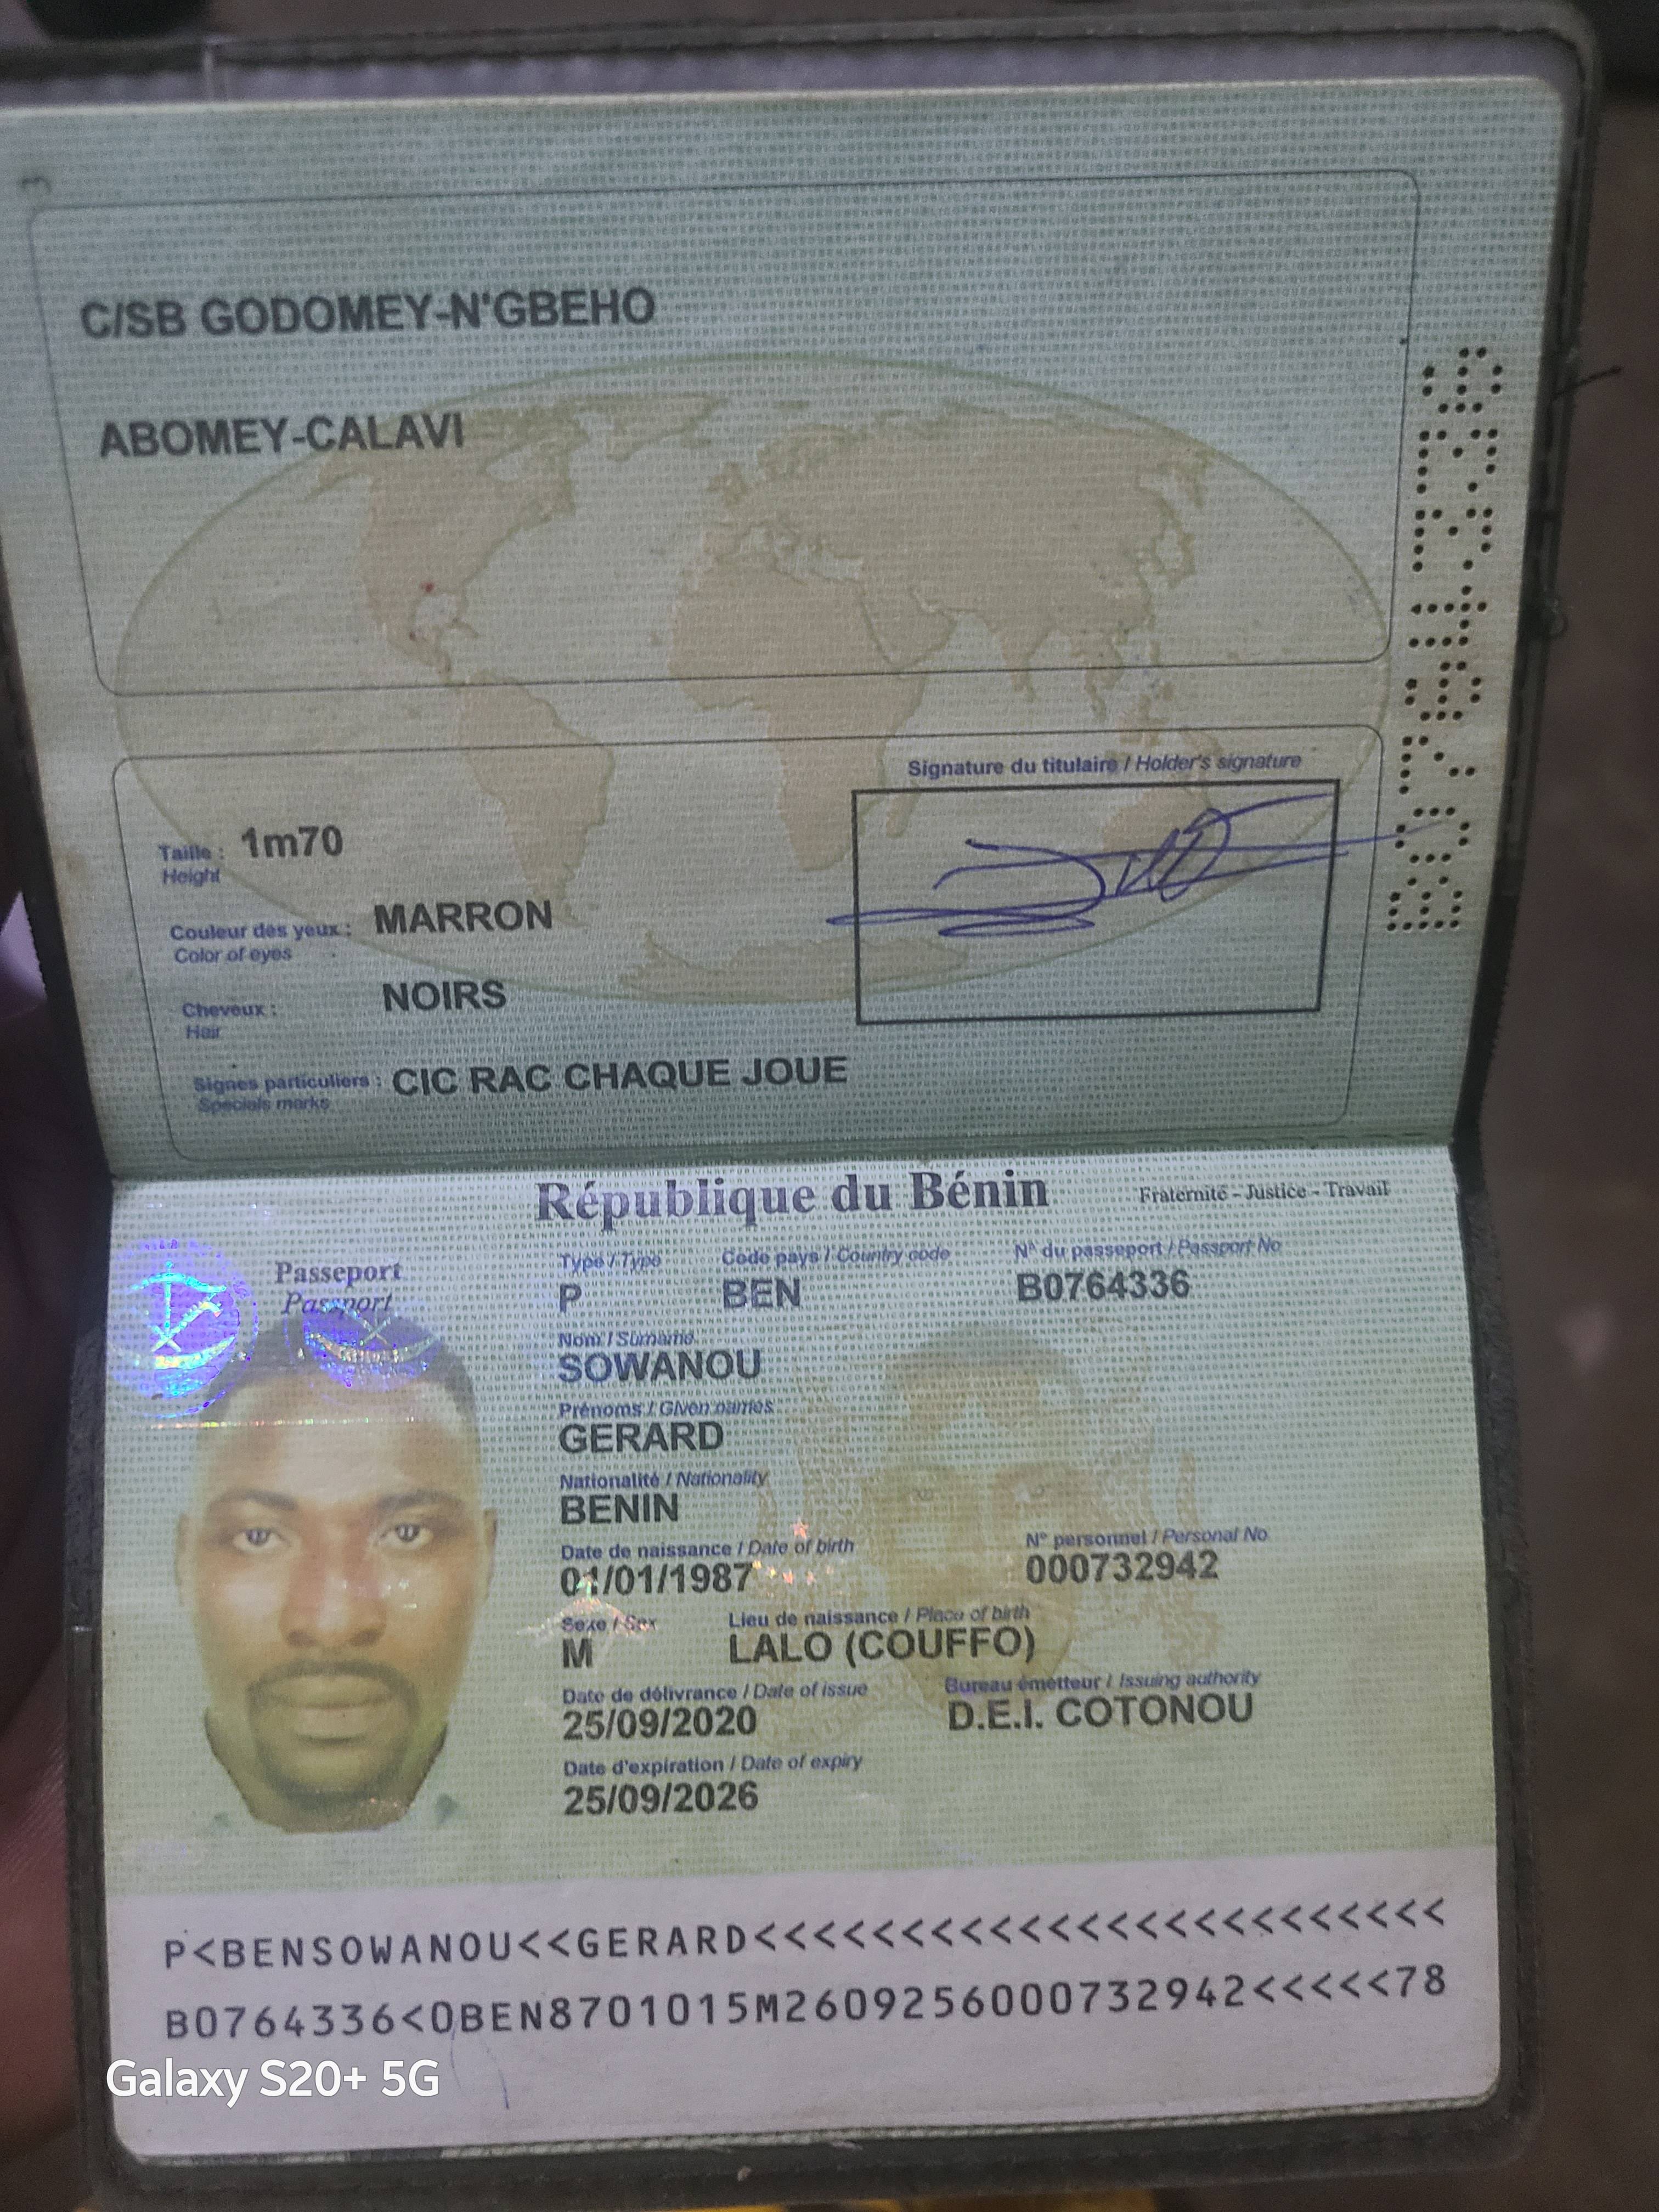 3
C/SB GODOMEY-N'GBEHO
ABOMEY-CALAVI
B0764336
Signature du titulaire / Holder's signature
Taille : 1m70
Height
Couleur des yeux : MARRON
Color of eyes
Cheveux : NOIRS
Hair
Signes particuliers : CIC RAC CHAQUE JOUE
Specials marks
République du Bénin
Fraternité - Justice - Travail
Passeport
Passport
Type / Type Code pays / Country code N° du passeport / Passport No
P BEN B0764336
Nom / Surname
SOWANOU
Prénoms / Given names
GERARD
Nationalité / Nationality
BENIN
Date de naissance / Date of birth N° personnel / Personal No
01/01/1987 000732942
Sexe / Sex Lieu de naissance / Place of birth
M LALO (COUFFO)
Date de délivrance / Date of issue Bureau émetteur / Issuing authority
25/09/2020 D.E.I. COTONOU
Date d'expiration / Date of expiry
25/09/2026
P<BENSOWANOU<<GERARD<<<<<<<<<<<<<<<<<<<<<<<<
B0764336<0BEN8701015M2609256000732942<<<<<78
Galaxy S20+ 5G